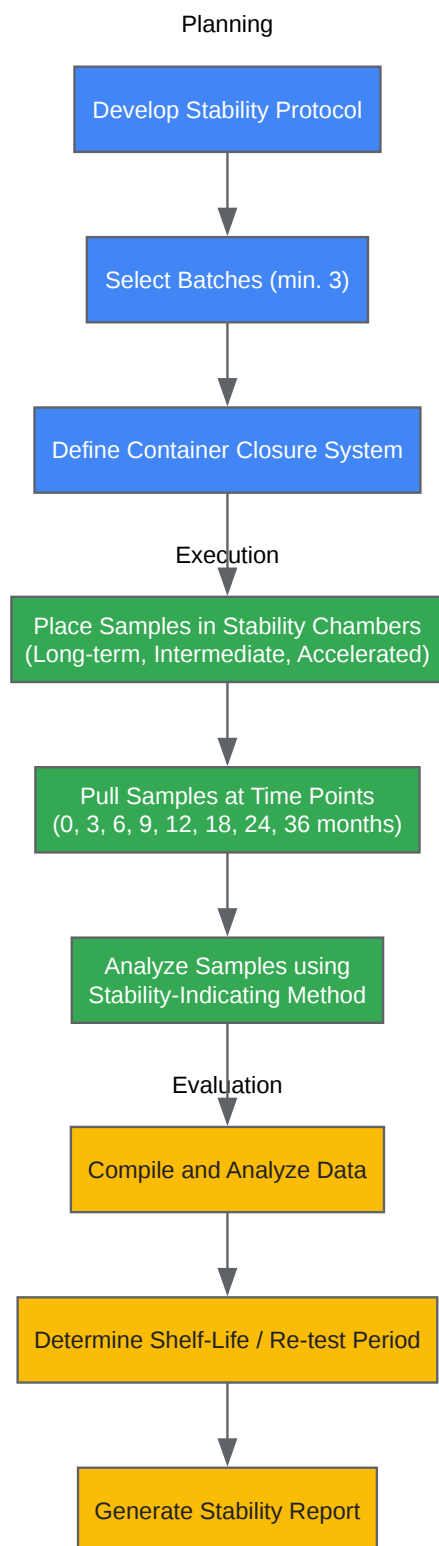 Planning
Develop Stability Protocol
Select Batches (min. 3)
Define Container Closure System
Execution
Place Samples in Stability Chambers
(Long-term, Intermediate, Accelerated)
Pull Samples at Time Points
(0, 3, 6, 9, 12, 18, 24, 36 months)
Analyze Samples using
Stability-Indicating Method
Evaluation
Compile and Analyze Data
Determine Shelf-Life / Re-test Period
Generate Stability Report